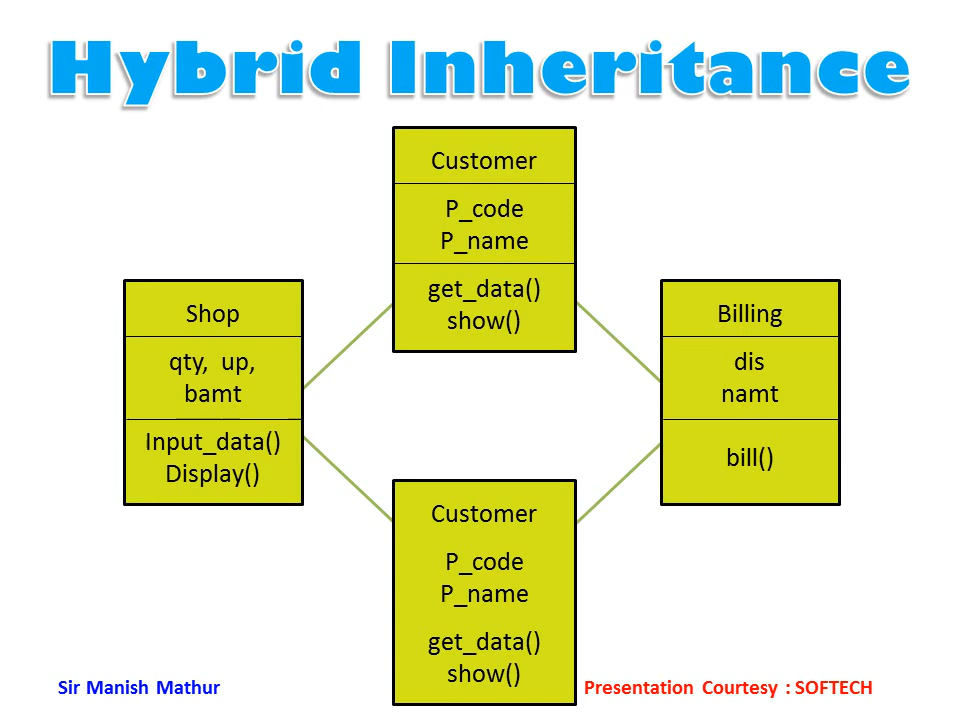 Hybrid Inheritance
Customer
P_code
P_name
get_data()
show()
Shop
qty, up,
bamt
Input_data()
Display()
Billing
dis
namt
bill()
Customer
P_code
P_name
get_data()
show()
Sir Manish Mathur
Presentation Courtesy : SOFTECH